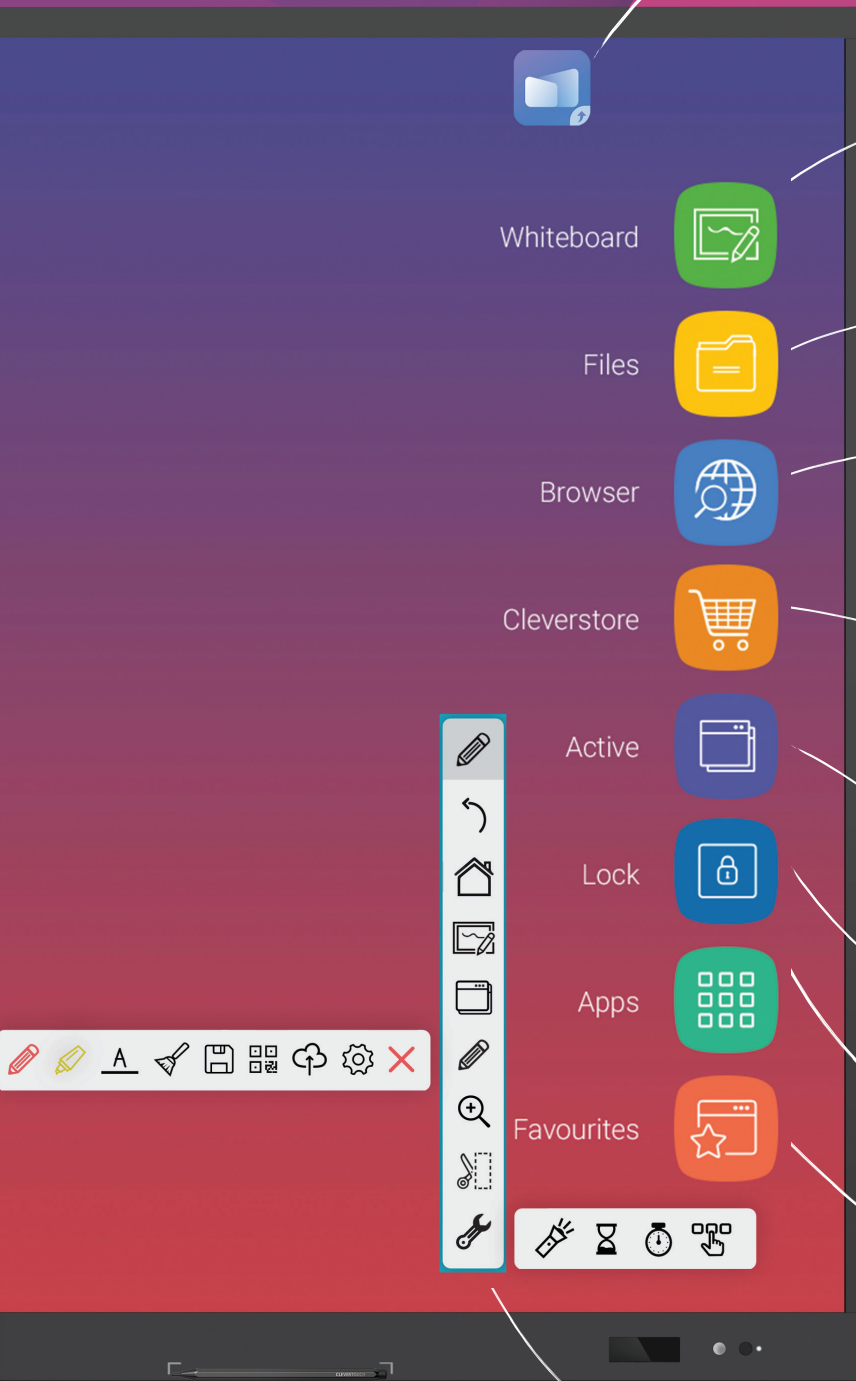 Whiteboard
Files
Browser
Cleverstore
Active
Lock
Apps
A
Favourites